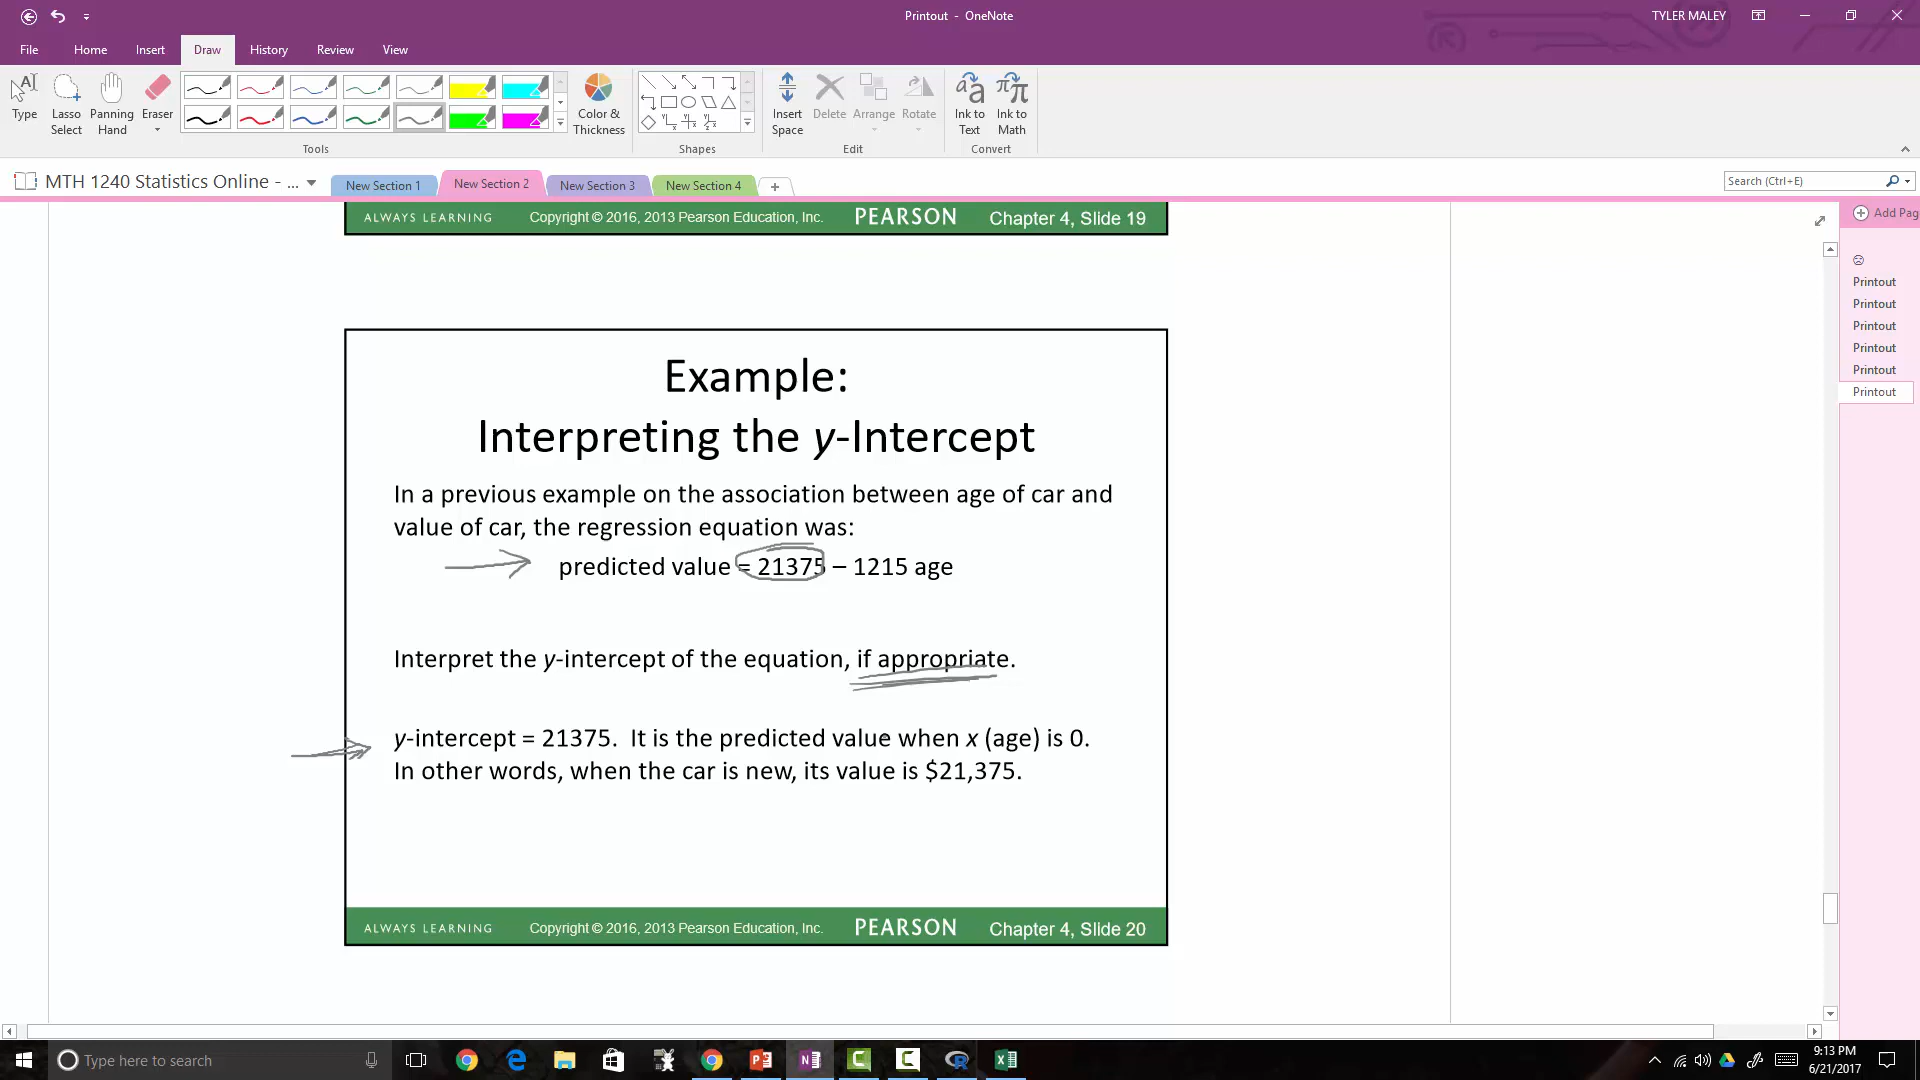 Printout - OneNote
TYLER MALEY
File Home Insert Draw History Review View
Type
Lasso Select
Panning Hand
Eraser
Color & Thickness
Insert Space
Delete
Arrange
Rotate
Ink to Text
Ink to Math
Tools
Shapes
Edit
Convert
MTH 1240 Statistics Online - ...
New Section 1
New Section 2
New Section 3
New Section 4
Search (Ctrl+E)
Add Pag
Printout
Printout
Printout
Printout
Printout
Printout
ALWAYS LEARNING Copyright © 2016, 2013 Pearson Education, Inc. PEARSON Chapter 4, Slide 19
Example:
Interpreting the y-Intercept
In a previous example on the association between age of car and
value of car, the regression equation was:
predicted value = 21375 – 1215 age
Interpret the y-intercept of the equation, if appropriate.
y-intercept = 21375. It is the predicted value when x (age) is 0.
In other words, when the car is new, its value is $21,375.
ALWAYS LEARNING Copyright © 2016, 2013 Pearson Education, Inc. PEARSON Chapter 4, Slide 20
Type here to search
9:13 PM
6/21/2017